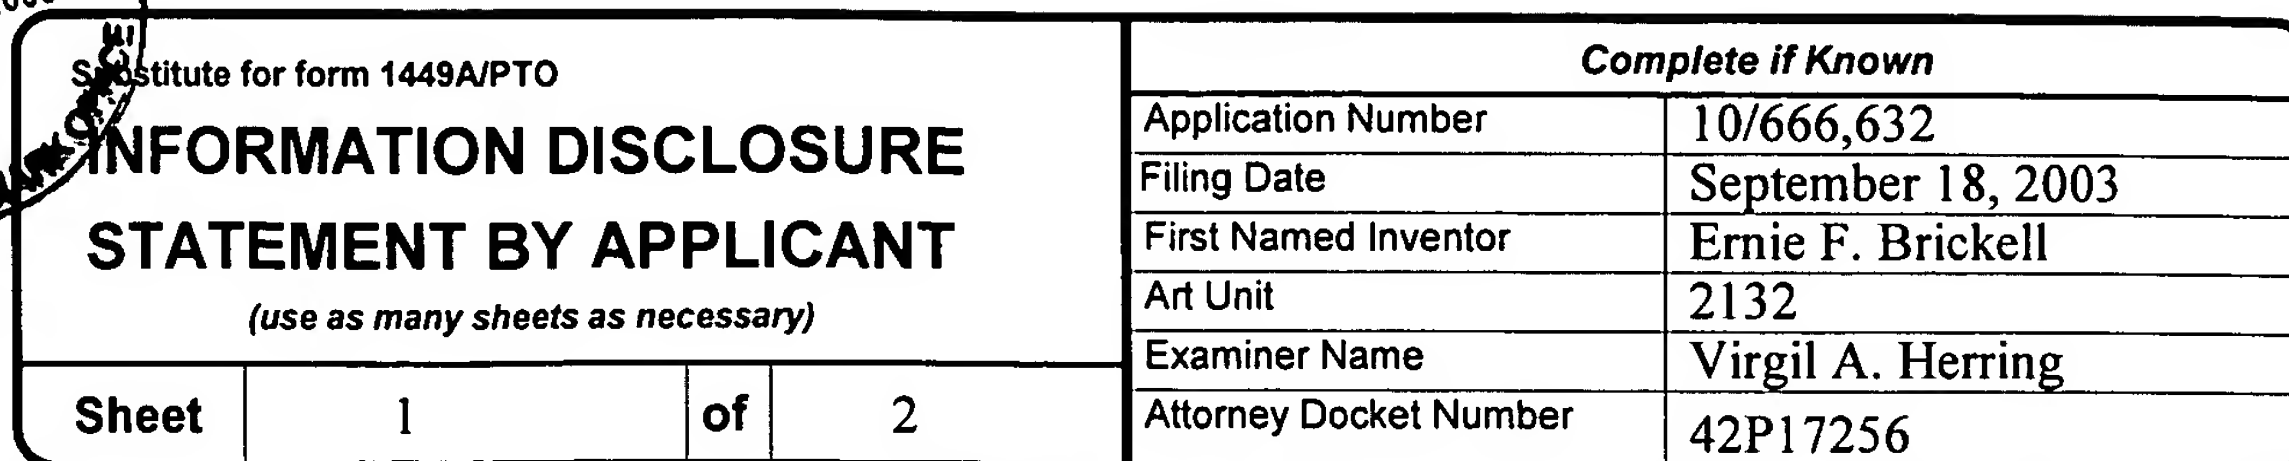 Substitute for form 1449A/PTO
INFORMATION DISCLOSURE
STATEMENT BY APPLICANT
(use as many sheets as necessary)
Sheet 1 of 2
Complete if Known
Application Number 10/666,632
Filing Date September 18, 2003
First Named Inventor Ernie F. Brickell
Art Unit 2132
Examiner Name Virgil A. Herring
Attorney Docket Number 42P17256